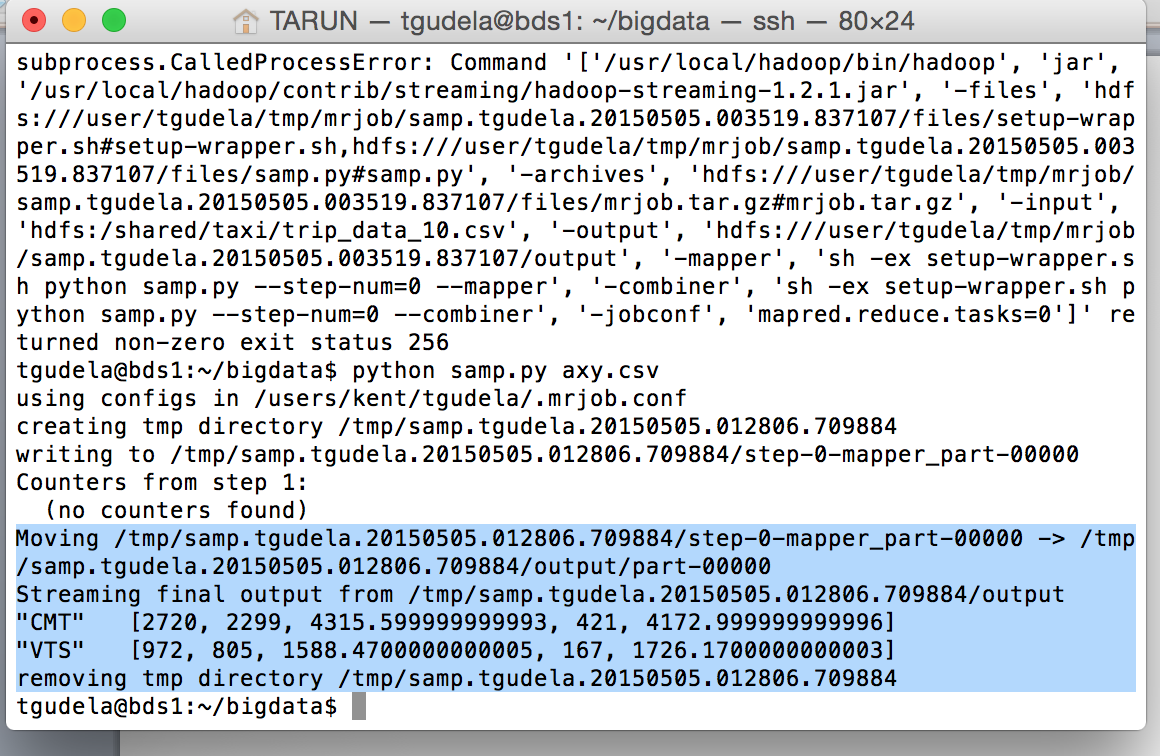 TARUN — tgudela@bds1: ~/bigdata — ssh — 80×24
subprocess.CalledProcessError: Command '['/usr/local/hadoop/bin/hadoop', 'jar',
'/usr/local/hadoop/contrib/streaming/hadoop-streaming-1.2.1.jar', '-files', 'hdf
s:///user/tgudela/tmp/mrjob/samp.tgudela.20150505.003519.837107/files/setup-wrap
per.sh#setup-wrapper.sh,hdfs:///user/tgudela/tmp/mrjob/samp.tgudela.20150505.003
519.837107/files/samp.py#samp.py', '-archives', 'hdfs:///user/tgudela/tmp/mrjob/
samp.tgudela.20150505.003519.837107/files/mrjob.tar.gz#mrjob.tar.gz', '-input',
'hdfs:/shared/taxi/trip_data_10.csv', '-output', 'hdfs:///user/tgudela/tmp/mrjob
/samp.tgudela.20150505.003519.837107/output', '-mapper', 'sh -ex setup-wrapper.s
h python samp.py --step-num=0 --mapper', '-combiner', 'sh -ex setup-wrapper.sh p
ython samp.py --step-num=0 --combiner', '-jobconf', 'mapred.reduce.tasks=0']' re
turned non-zero exit status 256
tgudela@bds1:~/bigdata$ python samp.py axy.csv
using configs in /users/kent/tgudela/.mrjob.conf
creating tmp directory /tmp/samp.tgudela.20150505.012806.709884
writing to /tmp/samp.tgudela.20150505.012806.709884/step-0-mapper_part-00000
Counters from step 1:
  (no counters found)
Moving /tmp/samp.tgudela.20150505.012806.709884/step-0-mapper_part-00000 -> /tmp
/samp.tgudela.20150505.012806.709884/output/part-00000
Streaming final output from /tmp/samp.tgudela.20150505.012806.709884/output
"CMT"   [2720, 2299, 4315.599999999993, 421, 4172.999999999996]
"VTS"   [972, 805, 1588.4700000000005, 167, 1726.1700000000003]
removing tmp directory /tmp/samp.tgudela.20150505.012806.709884
tgudela@bds1:~/bigdata$